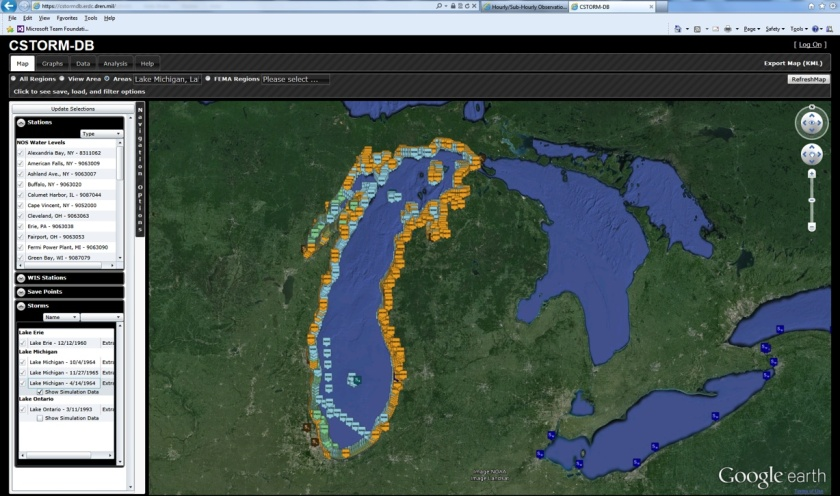 https://cstormdb.erdc.dren.mil/
Hourly/Sub-Hourly Observatio...
CSTORM-DB
File Edit View Favorites Tools Help
Microsoft Team Foundati...
Page Safety Tools
CSTORM-DB
[ Log On ]
Map Graphs Data Analysis Help
Export Map (KML)
All Regions View Area Areas Lake Michigan, La FEMA Regions Please select ...
RefreshMap
Click to see save, load, and filter options
Update Selections
Navigation Options
Stations
Type
NOS Water Levels
Alexandria Bay, NY - 8311062
American Falls, NY - 9063009
Ashland Ave., NY - 9063007
Buffalo, NY - 9063020
Calumet Harbor, IL - 9087044
Cape Vincent, NY - 9052000
Cleveland, OH - 9063063
Erie, PA - 9063038
Fairport, OH - 9063053
Fermi Power Plant, ME - 9063090
Green Bay, WI - 9087079
WIS Stations
Save Points
Storms
Name
Lake Erie
Lake Erie - 12/12/1960 Extra
Lake Michigan
Lake Michigan - 10/4/1964 Extra
Lake Michigan - 11/27/1965 Extra
Lake Michigan - 4/14/1964 Extra
Show Simulation Data
Lake Ontario
Lake Ontario - 3/11/1993 Extra
Show Simulation Data
Image NOAA
Image Landsat
Google earth